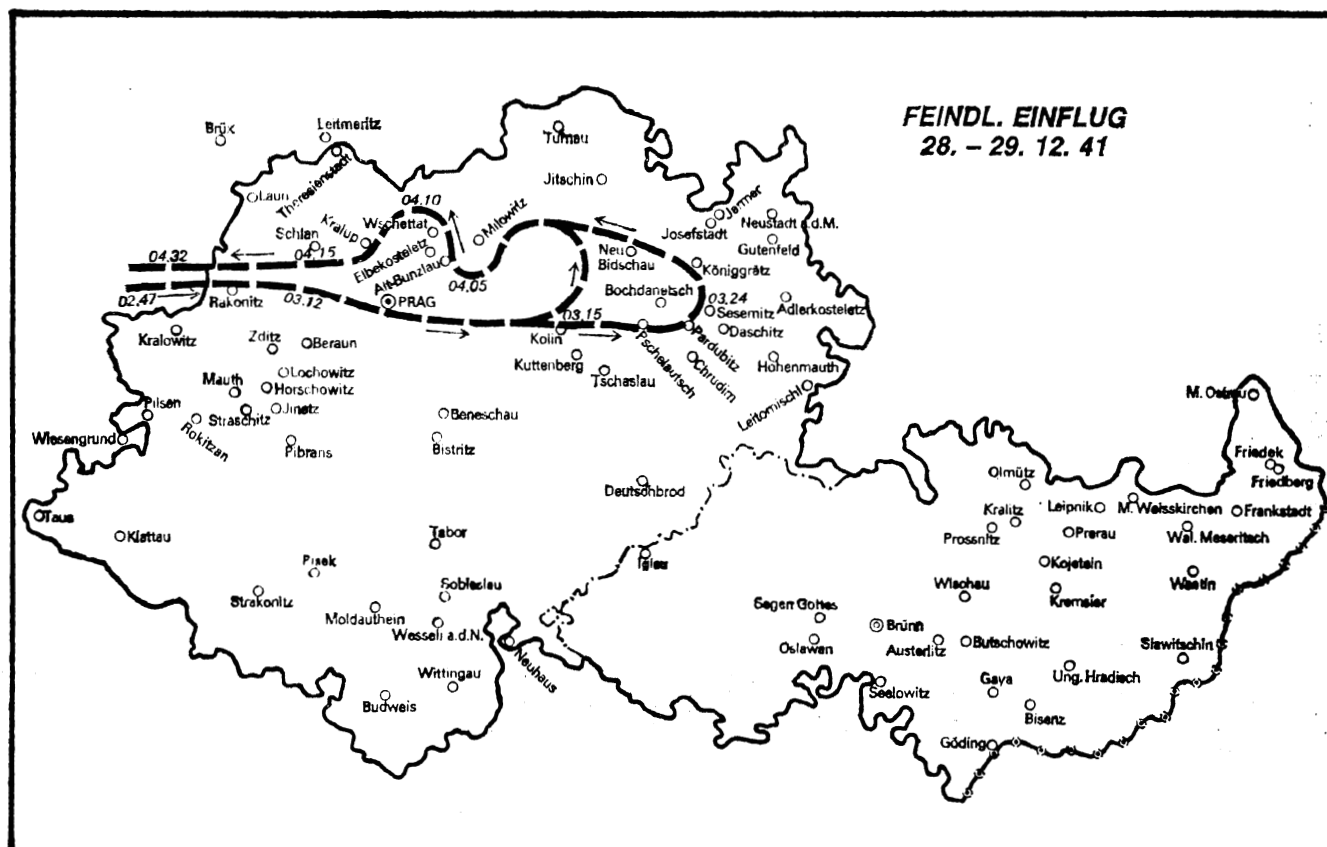 FEINDL. EINFLUG
28. – 29. 12. 41
Brüx
Leitmeritz
Theresienstadt
Turnau
Jitschin
Laun
04.10
Schlan
Kralup
Wschettat
Milowitz
Elbekosteletz
Alt-Bunzlau
Jermer
Josefstadt
Neustadt a.d.M.
Gutenfeld
Neu
Bidschau
Königgrätz
04.32
04.15
04.05
02.47
Rakonitz
03.12
PRAG
03.15
Bochdanetsch
03.24
Sesemitz
Adlerkosteletz
Daschitz
Kralowitz
Zditz
Beraun
Kolin
Kuttenberg
Tschaslau
Pschelautsch
Pardubitz
Chrudim
Hohenmauth
Leitomischl
Lochowitz
Mauth
Horschowitz
Pilsen
Rokitzan
Straschitz
Jinetz
Beneschau
Wiesengrund
Pibrans
Bistritz
M. Ostrau
Friedek
Friedberg
Deutschbrod
Olmütz
Leipnik
M. Weisskirchen
Frankstadt
Taus
Klattau
Kralitz
Prossnitz
Prerau
Wal. Meseritsch
Tabor
Iglau
Pisek
Kojetein
Strakonitz
Sobieslau
Wischau
Kremsier
Wsetin
Moldauthein
Wesseli a.d.N.
Segen Gottes
Brünn
Oslawan
Austerlitz
Butschowitz
Slawitschin
Neuhaus
Wittingau
Budweis
Seelowitz
Gaya
Ung. Hradisch
Bisenz
Göding